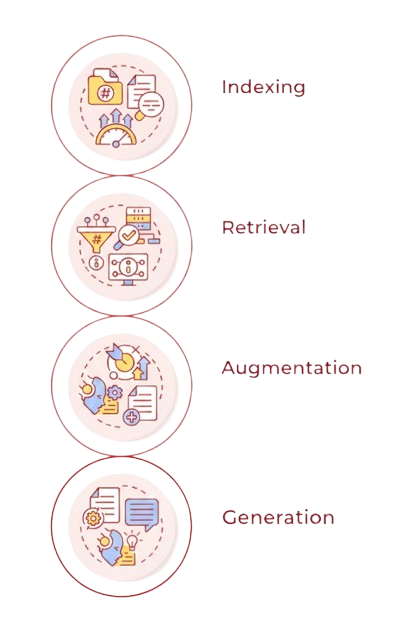 Indexing
Retrieval
Augmentation
Generation